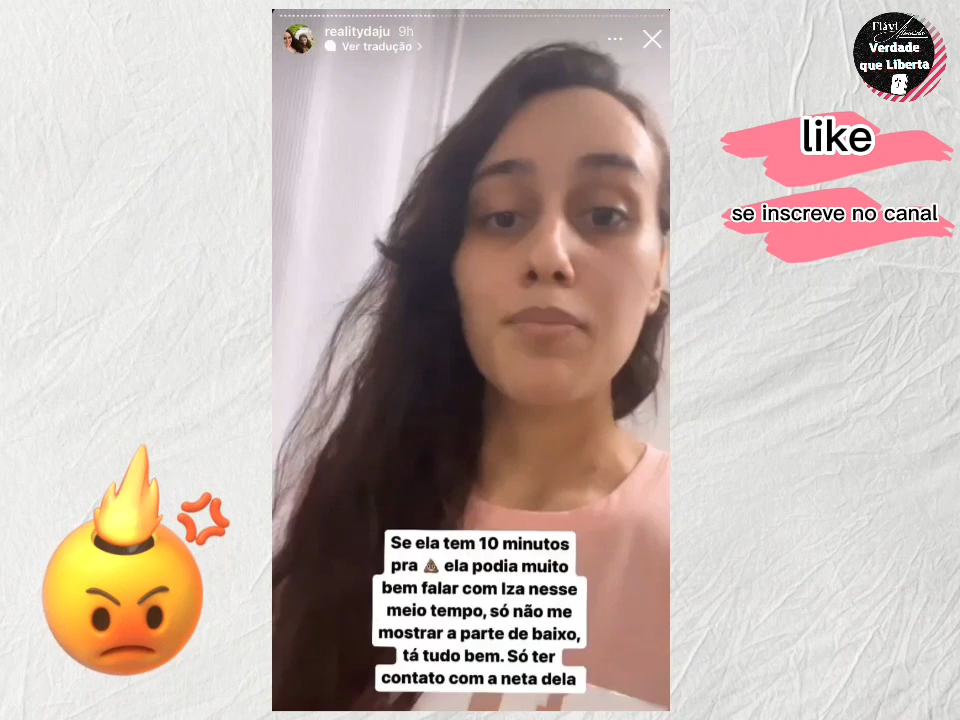 realitydaju 9h
Ver tradução
Flávi
Verdade
que Liberta
like
se inscreve no canal
Se ela tem 10 minutos
pra 💩 ela podia muito
bem falar com Iza nesse
meio tempo, só não me
mostrar a parte de baixo,
tá tudo bem. Só ter
contato com a neta dela